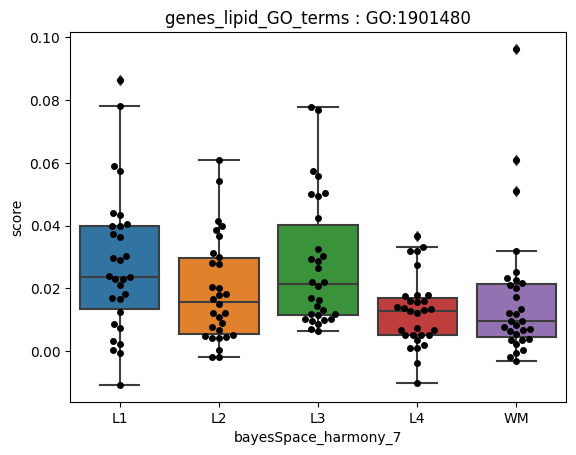 genes_lipid_GO_terms : GO:1901480
0.10
0.08
0.06
0.04
0.02
0.00
score
L1 L2 L3 L4 WM
bayesSpace_harmony_7